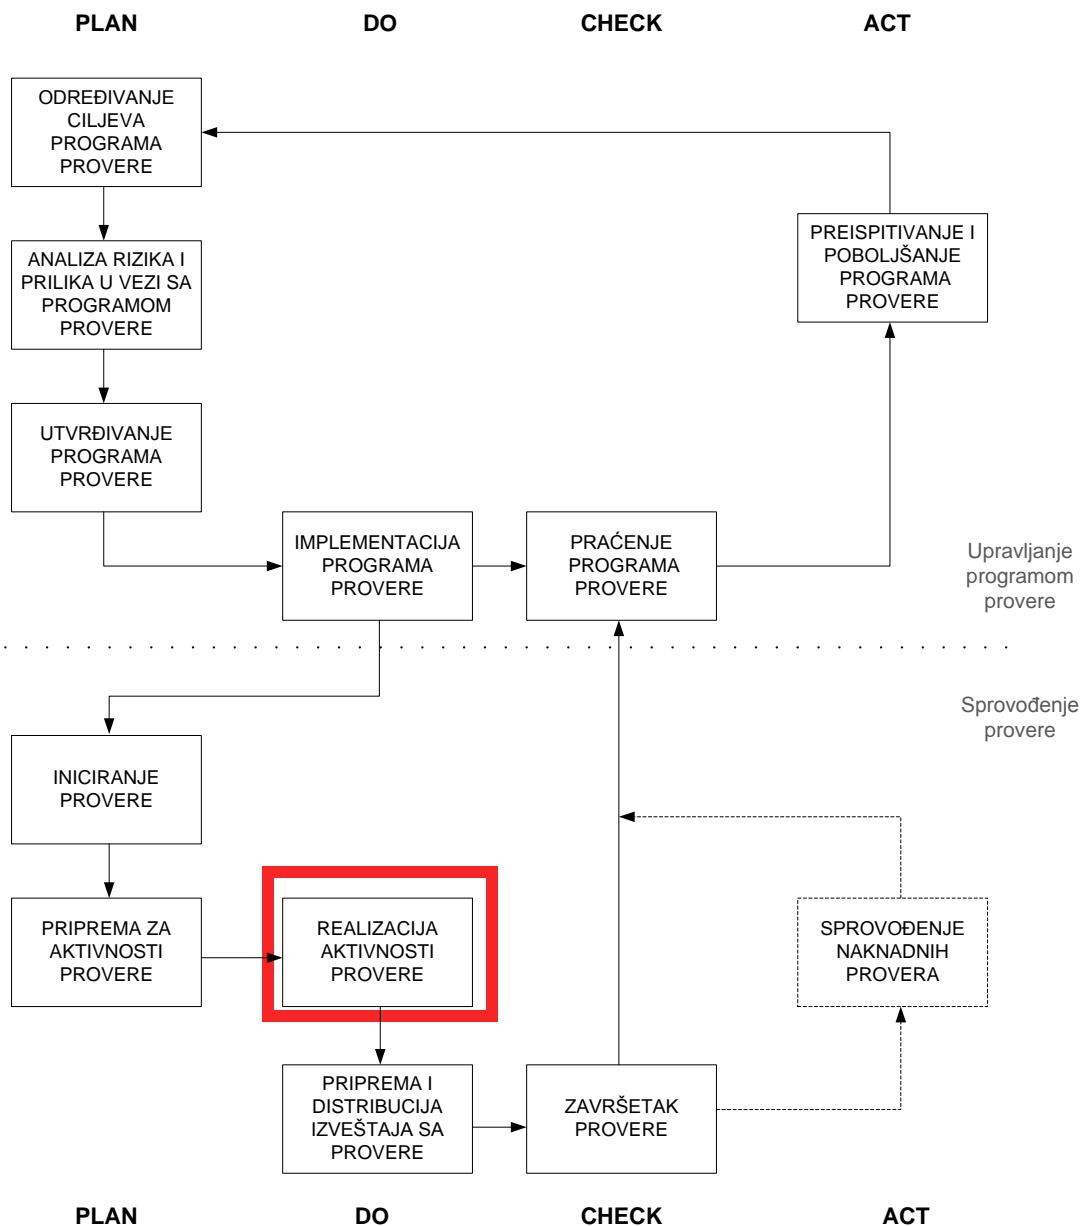 PLAN
DO
CHECK
ACT
ODREĐIVANJE
CILJEVA
PROGRAMA
PROVERE
ANALIZA RIZIKA I
PRILIKA U VEZI SA
PROGRAMOM
PROVERE
UTVRĐIVANJE
PROGRAMA
PROVERE
IMPLEMENTACIJA
PROGRAMA
PROVERE
PRAĆENJE
PROGRAMA
PROVERE
PREISPITIVANJE I
POBOLJŠANJE
PROGRAMA
PROVERE
Upravljanje
programom
provere
Sprovođenje
provere
INICIRANJE
PROVERE
PRIPREMA ZA
AKTIVNOSTI
PROVERE
REALIZACIJA
AKTIVNOSTI
PROVERE
PRIPREMA I
DISTRIBUCIJA
IZVEŠTAJA SA
PROVERE
ZAVRŠETAK
PROVERE
SPROVOĐENJE
NAKNADNIH
PROVERA
PLAN
DO
CHECK
ACT